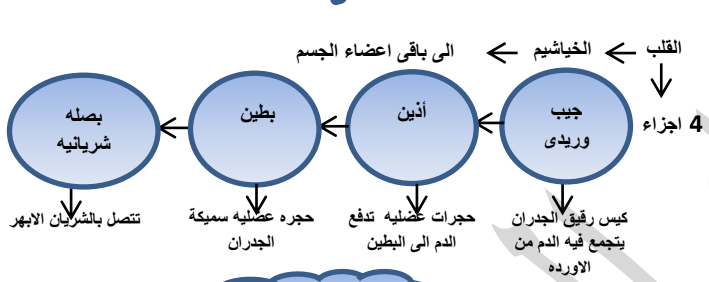 القلب ← الخياشيم ← الى باقى اعضاء الجسم
4 اجزاء
جيب
وريدى
أذين
بطين
بصله
شريانيه
كيس رقيق الجدران
يتجمع فيه الدم من
الاورده
حجرات عضليه تدفع
الدم الى البطين
حجره عضليه سميكة
الجدران
تتصل بالشريان الابهر